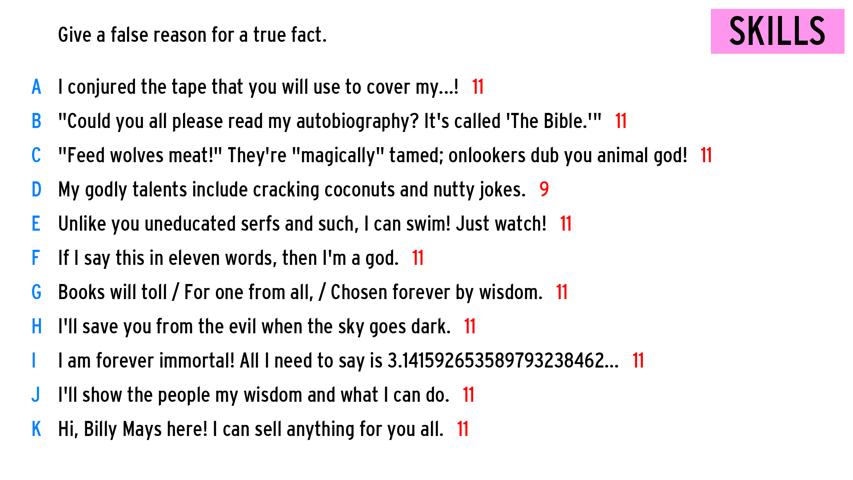 Give a false reason for a true fact.
SKILLS
A I conjured the tape that you will use to cover my...! 11
B "Could you all please read my autobiography? It's called 'The Bible.'" 11
C "Feed wolves meat!" They're "magically" tamed; onlookers dub you animal god! 11
D My godly talents include cracking coconuts and nutty jokes. 9
E Unlike you uneducated serfs and such, I can swim! Just watch! 11
F If I say this in eleven words, then I'm a god. 11
G Books will toll / For one from all, / Chosen forever by wisdom. 11
H I'll save you from the evil when the sky goes dark. 11
I I am forever immortal! All I need to say is 3.141592653589793238462... 11
J I'll show the people my wisdom and what I can do. 11
K Hi, Billy Mays here! I can sell anything for you all. 11